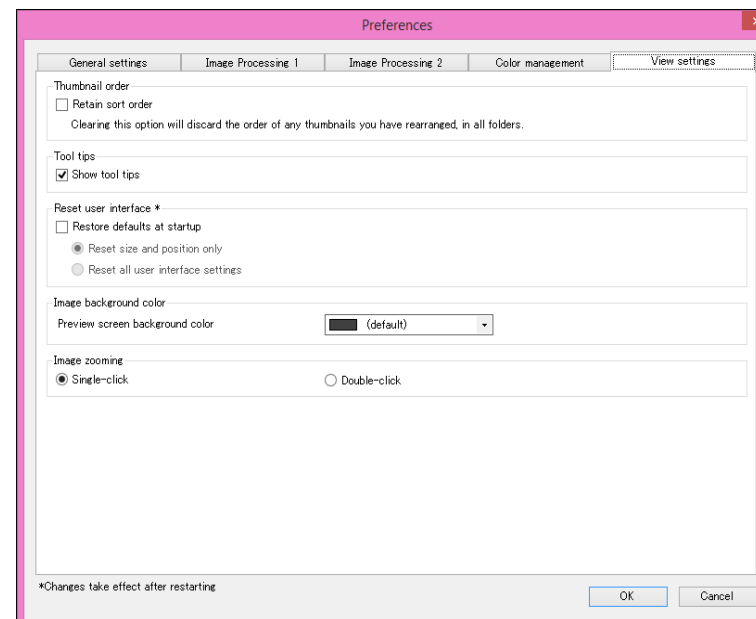 Preferences
General settings
Image Processing 1
Image Processing 2
Color management
View settings
Thumbnail order
Retain sort order
Clearing this option will discard the order of any thumbnails you have rearranged, in all folders.
Tool tips
Show tool tips
Reset user interface *
Restore defaults at startup
Reset size and position only
Reset all user interface settings
Image background color
Preview screen background color
(default)
Image zooming
Single-click
Double-click
*Changes take effect after restarting
OK
Cancel